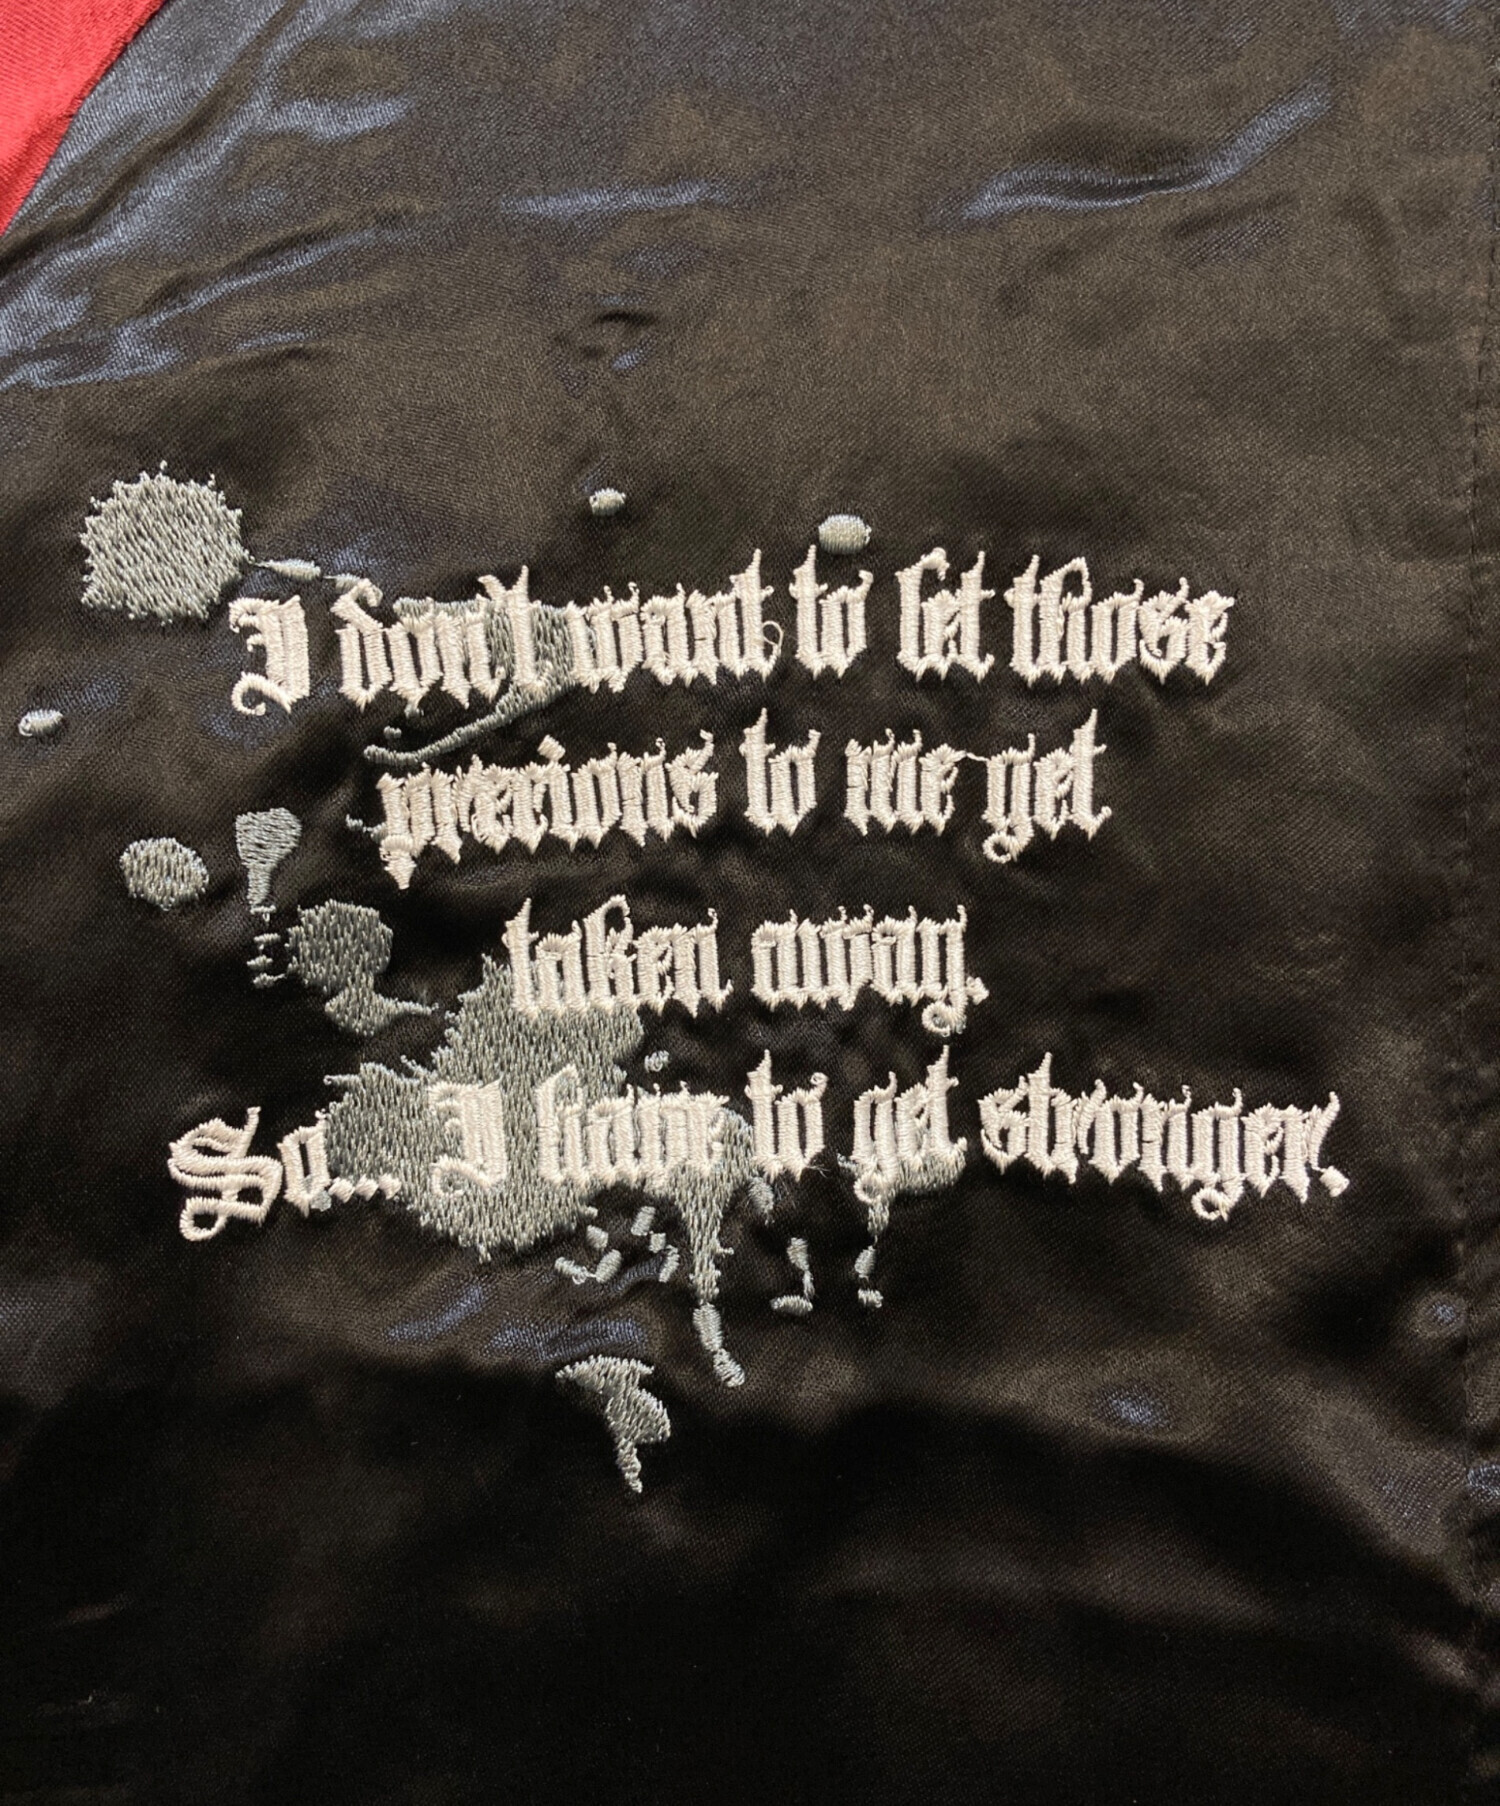 I don't want to let those
precious to me get
taken away.
So... I have to get stronger.